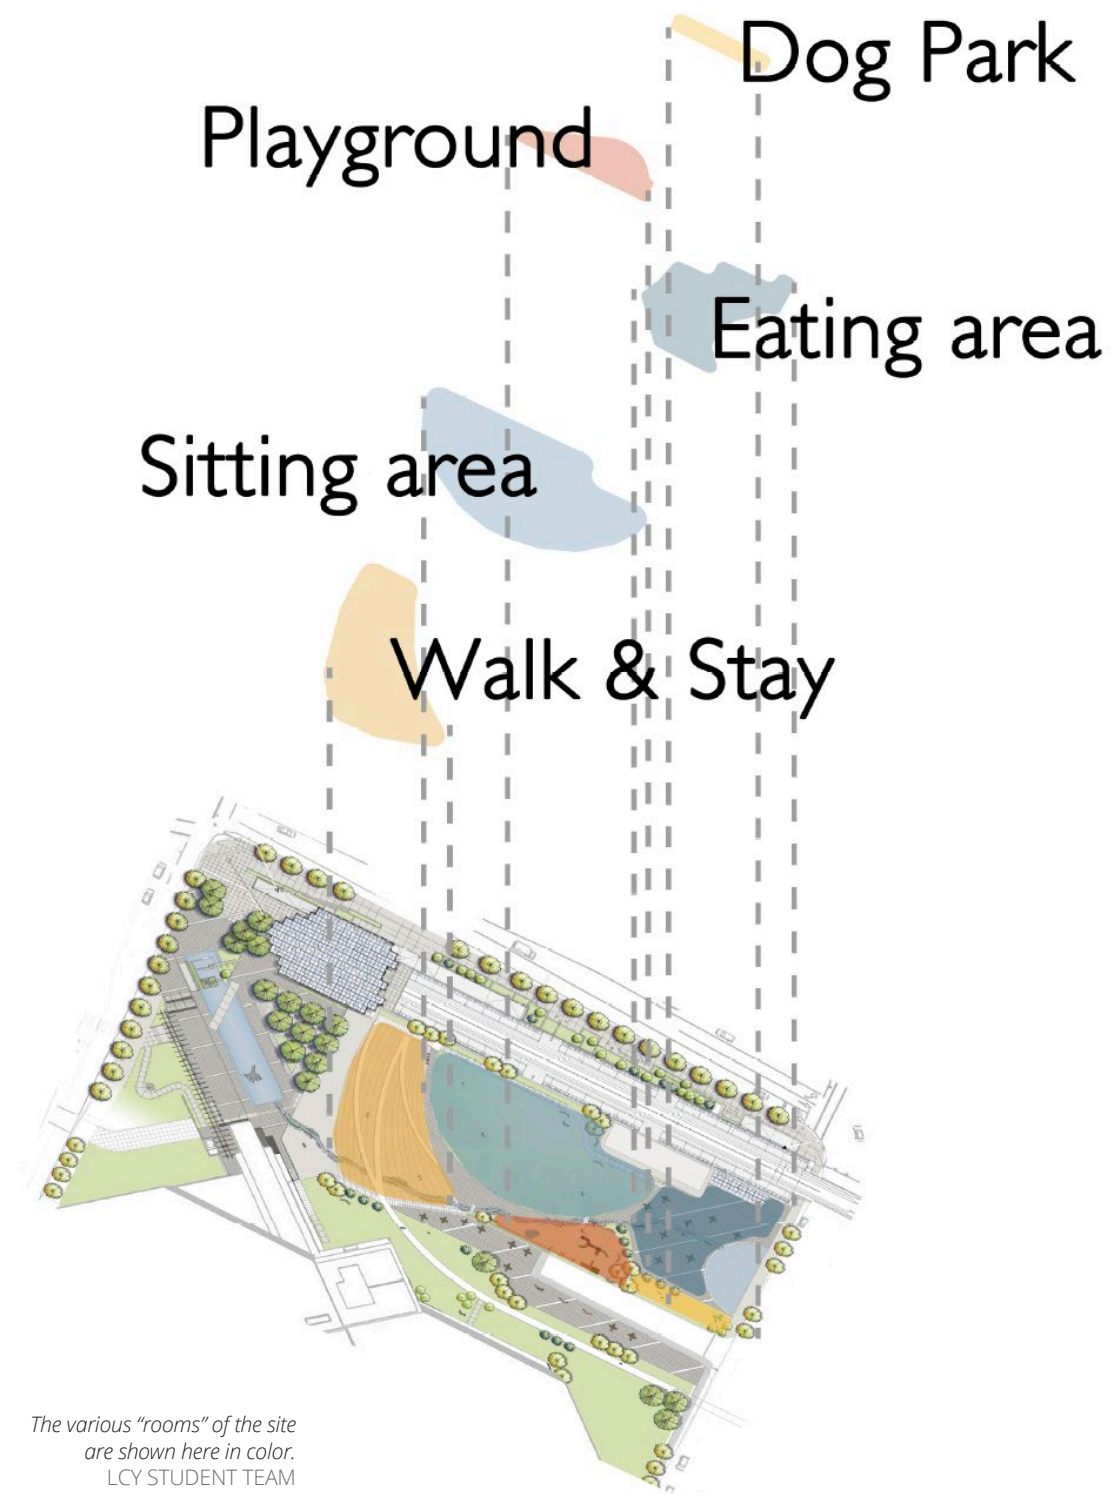 Dog Park
Playground
Eating area
Sitting area
Walk & Stay
The various “rooms” of the site
are shown here in color.
LCY STUDENT TEAM